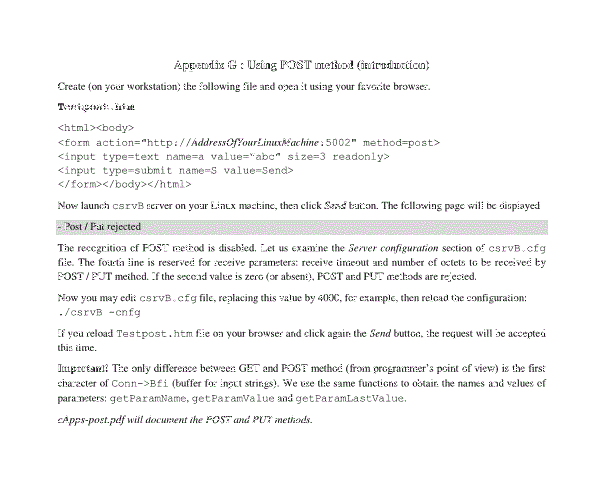 Appendix G : Using POST method (introduction)
Create (on your workstation) the following file and open it using your favorite browser.
Testpost.htm
<html><body>
<form action="http://AddressOfYourLinuxMachine:5002" method=post>
<input type=text name=a value="abc" size=3 readonly>
<input type=submit name=S value=Send>
</form></body></html>
Now launch csrvB server on your Linux machine, then click Send button. The following page will be displayed
- Post / Put rejected
The recognition of POST method is disabled. Let us examine the Server configuration section of csrvB.cfg
file. The fourth line is reserved for receive parameters: receive timeout and number of octets to be received by
POST / PUT method. If the second value is zero (or absent), POST and PUT methods are rejected.
Now you may edit csrvB.cfg file, replacing this value by 4000, for example, then reload the configuration:
./csrvB -cnfg
If you reload Testpost.htm file on your browser and click again the Send button, the request will be accepted
this time.
Important! The only difference between GET and POST method (from programmer's point of view) is the first
character of Conn->Bfi (buffer for input strings). We use the same functions to obtain the names and values of
parameters: getParamName, getParamValue and getParamLastValue.
cApps-post.pdf will document the POST and PUT methods.